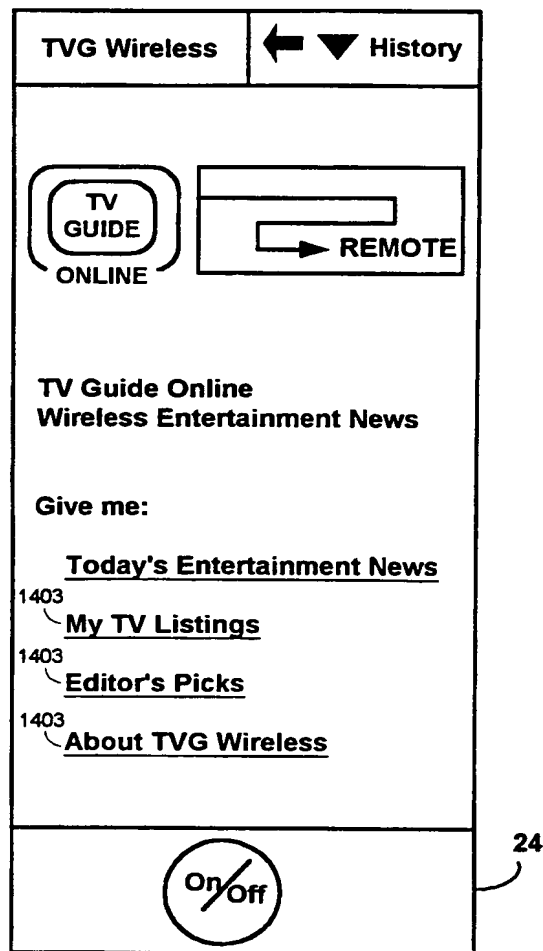 TVG Wireless
History
TV
GUIDE
ONLINE
REMOTE
TV Guide Online
Wireless Entertainment News
Give me:
Today's Entertainment News
1403
My TV Listings
1403
Editor's Picks
1403
About TVG Wireless
24
On/Off